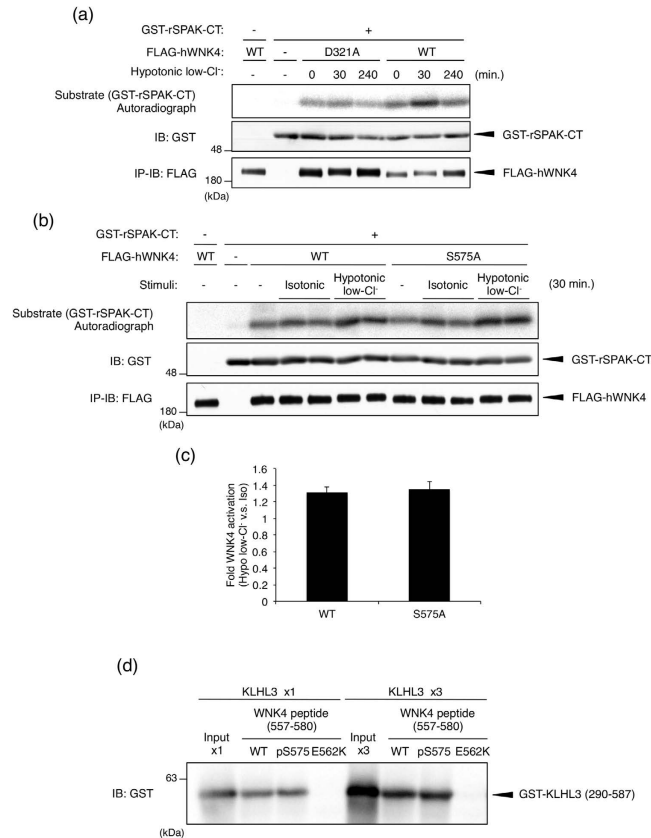 (a)
GST-rSPAK-CT: - +
FLAG-hWNK4: WT - D321A WT
Hypotonic low-Cl-: - - 0 30 240 0 30 240 (min.)
Substrate (GST-rSPAK-CT)
Autoradiograph
IB: GST
GST-rSPAK-CT
48
IP-IB: FLAG
FLAG-hWNK4
180
(kDa)
(b)
GST-rSPAK-CT: - +
FLAG-hWNK4: WT - WT S575A
Stimuli: - - - Isotonic Hypotonic low-Cl- - Isotonic Hypotonic low-Cl- (30 min.)
Substrate (GST-rSPAK-CT)
Autoradiograph
IB: GST
GST-rSPAK-CT
48
IP-IB: FLAG
FLAG-hWNK4
180
(kDa)
(c)
Fold WNK4 activation
(Hypo low-Cl- v.s. Iso)
1.6
1.4
1.2
1
0.8
0.6
0.4
0.2
0
WT S575A
(d)
KLHL3 x1 KLHL3 x3
WNK4 peptide WNK4 peptide
(557-580) (557-580)
Input x1 WT pS575 E562K Input x3 WT pS575 E562K
63
IB: GST
GST-KLHL3 (290-587)
(kDa)